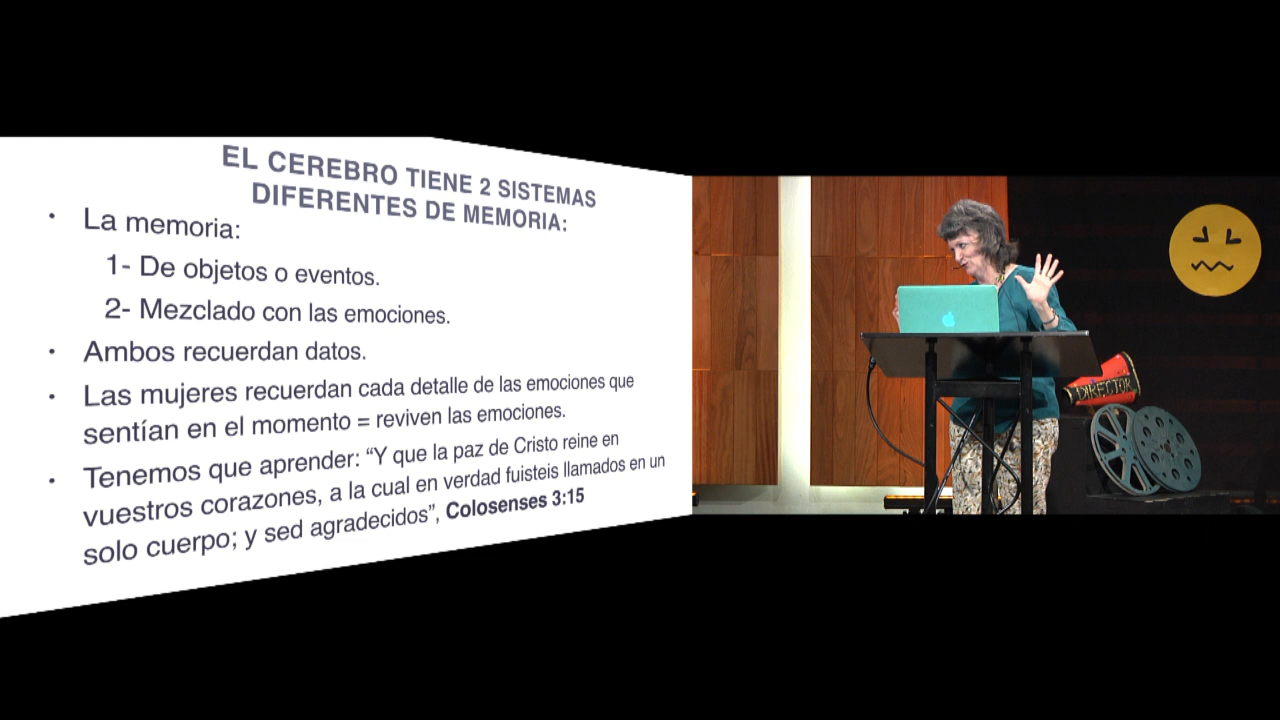 EL CEREBRO TIENE 2 SISTEMAS
DIFERENTES DE MEMORIA:
• La memoria:
1- De objetos o eventos.
2- Mezclado con las emociones.
• Ambos recuerdan datos.
• Las mujeres recuerdan cada detalle de las emociones que
sentían en el momento = reviven las emociones.
• Tenemos que aprender: “Y que la paz de Cristo reine en
vuestros corazones, a la cual en verdad fuisteis llamados en un
solo cuerpo; y sed agradecidos”, Colosenses 3:15
DIRECTOR